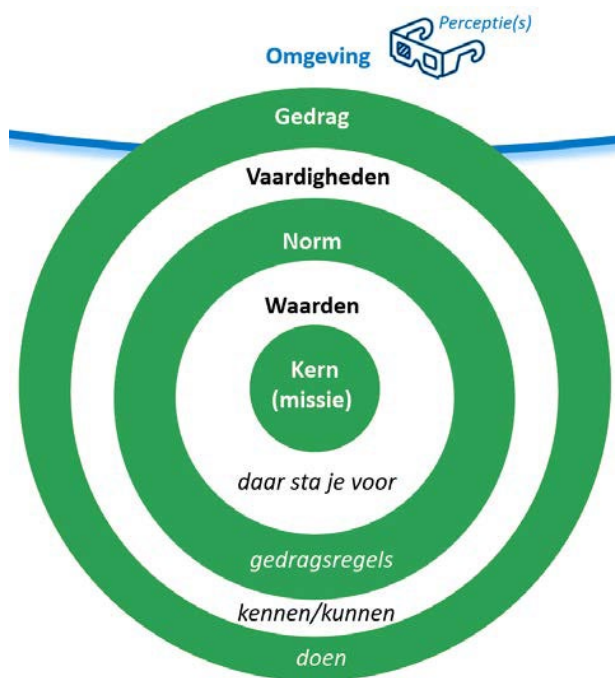 Perceptie(s)
Omgeving
Gedrag
Vaardigheden
Norm
Waarden
Kern
(missie)
daar sta je voor
gedragsregels
kennen/kunnen
doen